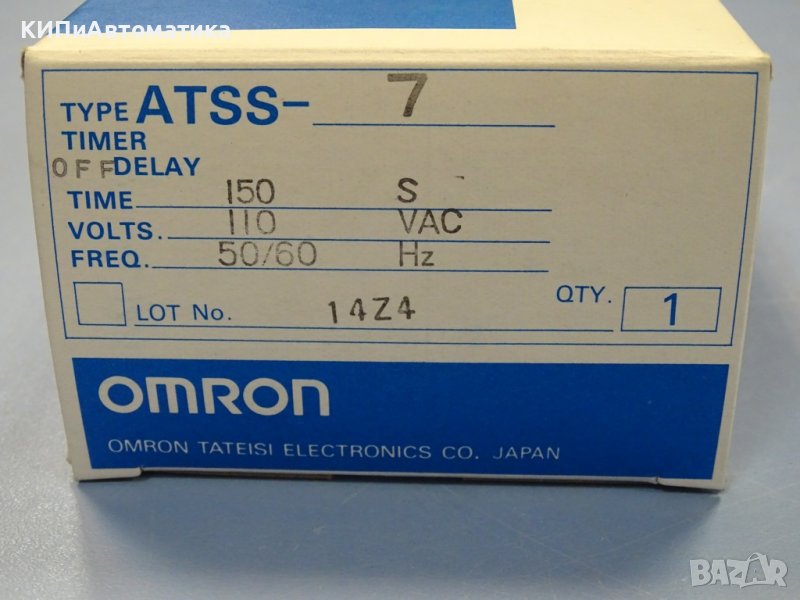 КИПиАвтоматика
TYPE ATSS- 7
TIMER
OFF DELAY
TIME 150 S
VOLTS. 110 VAC
FREQ. 50/60 Hz
LOT No. 14Z4 QTY. 1
OMRON
OMRON TATEISI ELECTRONICS CO. JAPAN
BAZAR